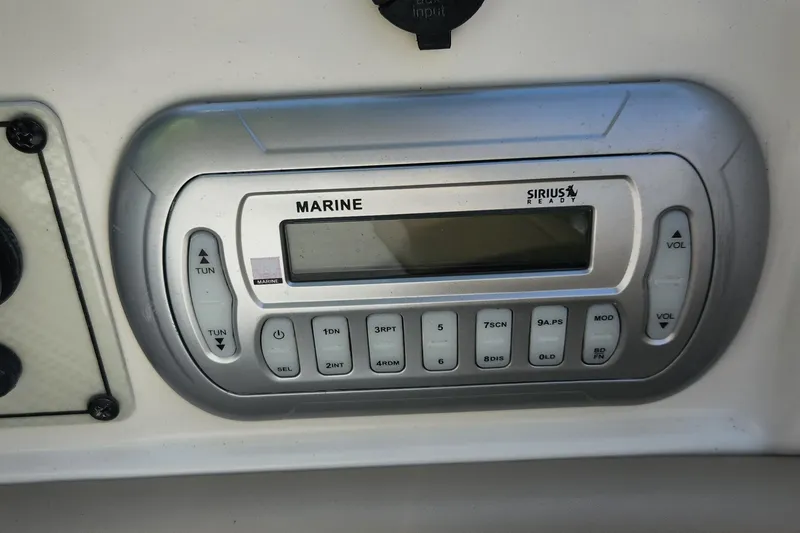 input
MARINE
SIRIUS
READY
MARINE
TUN
TUN
VOL
VOL
SEL
1DN
2INT
3RPT
4RDM
5
6
7SCN
8DIS
9A.PS
0LD
MOD
BD
FN